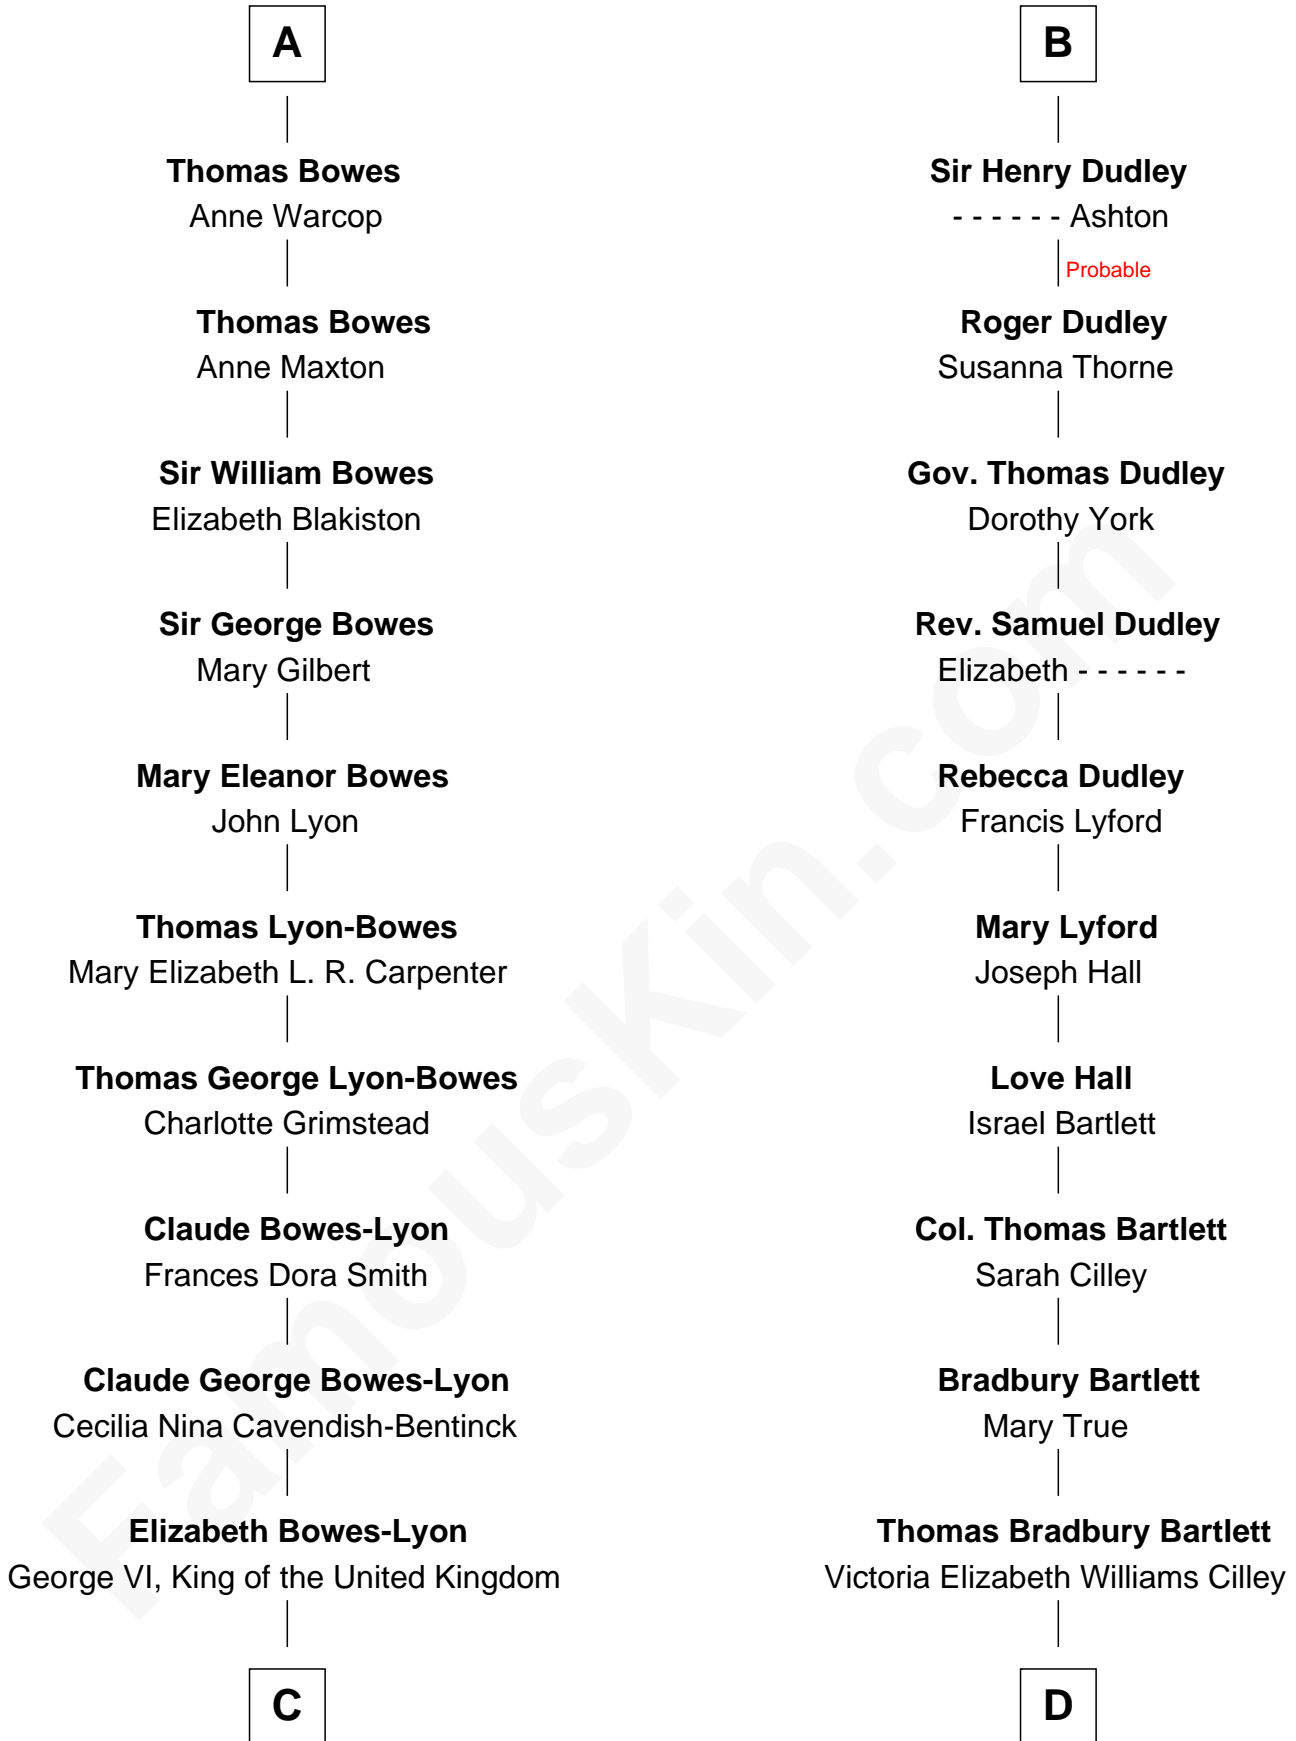 A
Thomas Bowes
Anne Warcop
Thomas Bowes
Anne Maxton
Sir William Bowes
Elizabeth Blakiston
Sir George Bowes
Mary Gilbert
Mary Eleanor Bowes
John Lyon
Thomas Lyon-Bowes
Mary Elizabeth L. R. Carpenter
Thomas George Lyon-Bowes
Charlotte Grimstead
Claude Bowes-Lyon
Frances Dora Smith
Claude George Bowes-Lyon
Cecilia Nina Cavendish-Bentinck
Elizabeth Bowes-Lyon
George VI, King of the United Kingdom
C
B
Sir Henry Dudley
- - - - - - Ashton
Probable
Roger Dudley
Susanna Thorne
Gov. Thomas Dudley
Dorothy York
Rev. Samuel Dudley
Elizabeth - - - - - -
Rebecca Dudley
Francis Lyford
Mary Lyford
Joseph Hall
Love Hall
Israel Bartlett
Col. Thomas Bartlett
Sarah Cilley
Bradbury Bartlett
Mary True
Thomas Bradbury Bartlett
Victoria Elizabeth Williams Cilley
D
FamousKin.com